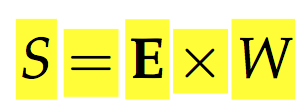 S = E × W